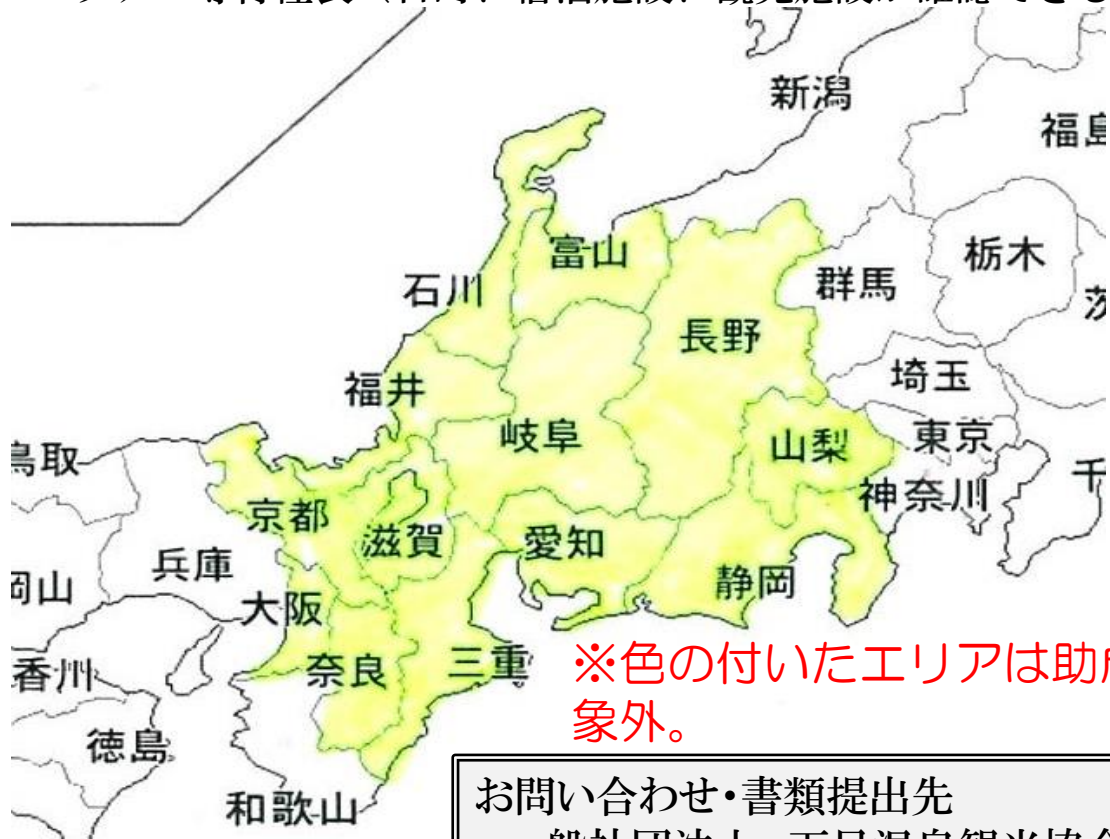 新潟
福島
富山
栃木
石川
群馬
長野
福井
埼玉
岐阜
東京
鳥取
山梨
神奈川
千
京都
滋賀
愛知
兵庫
岡山
静岡
大阪
香川
奈良
三重
※色の付いたエリアは助成
象外。
徳島
和歌山
お問い合わせ・書類提出先